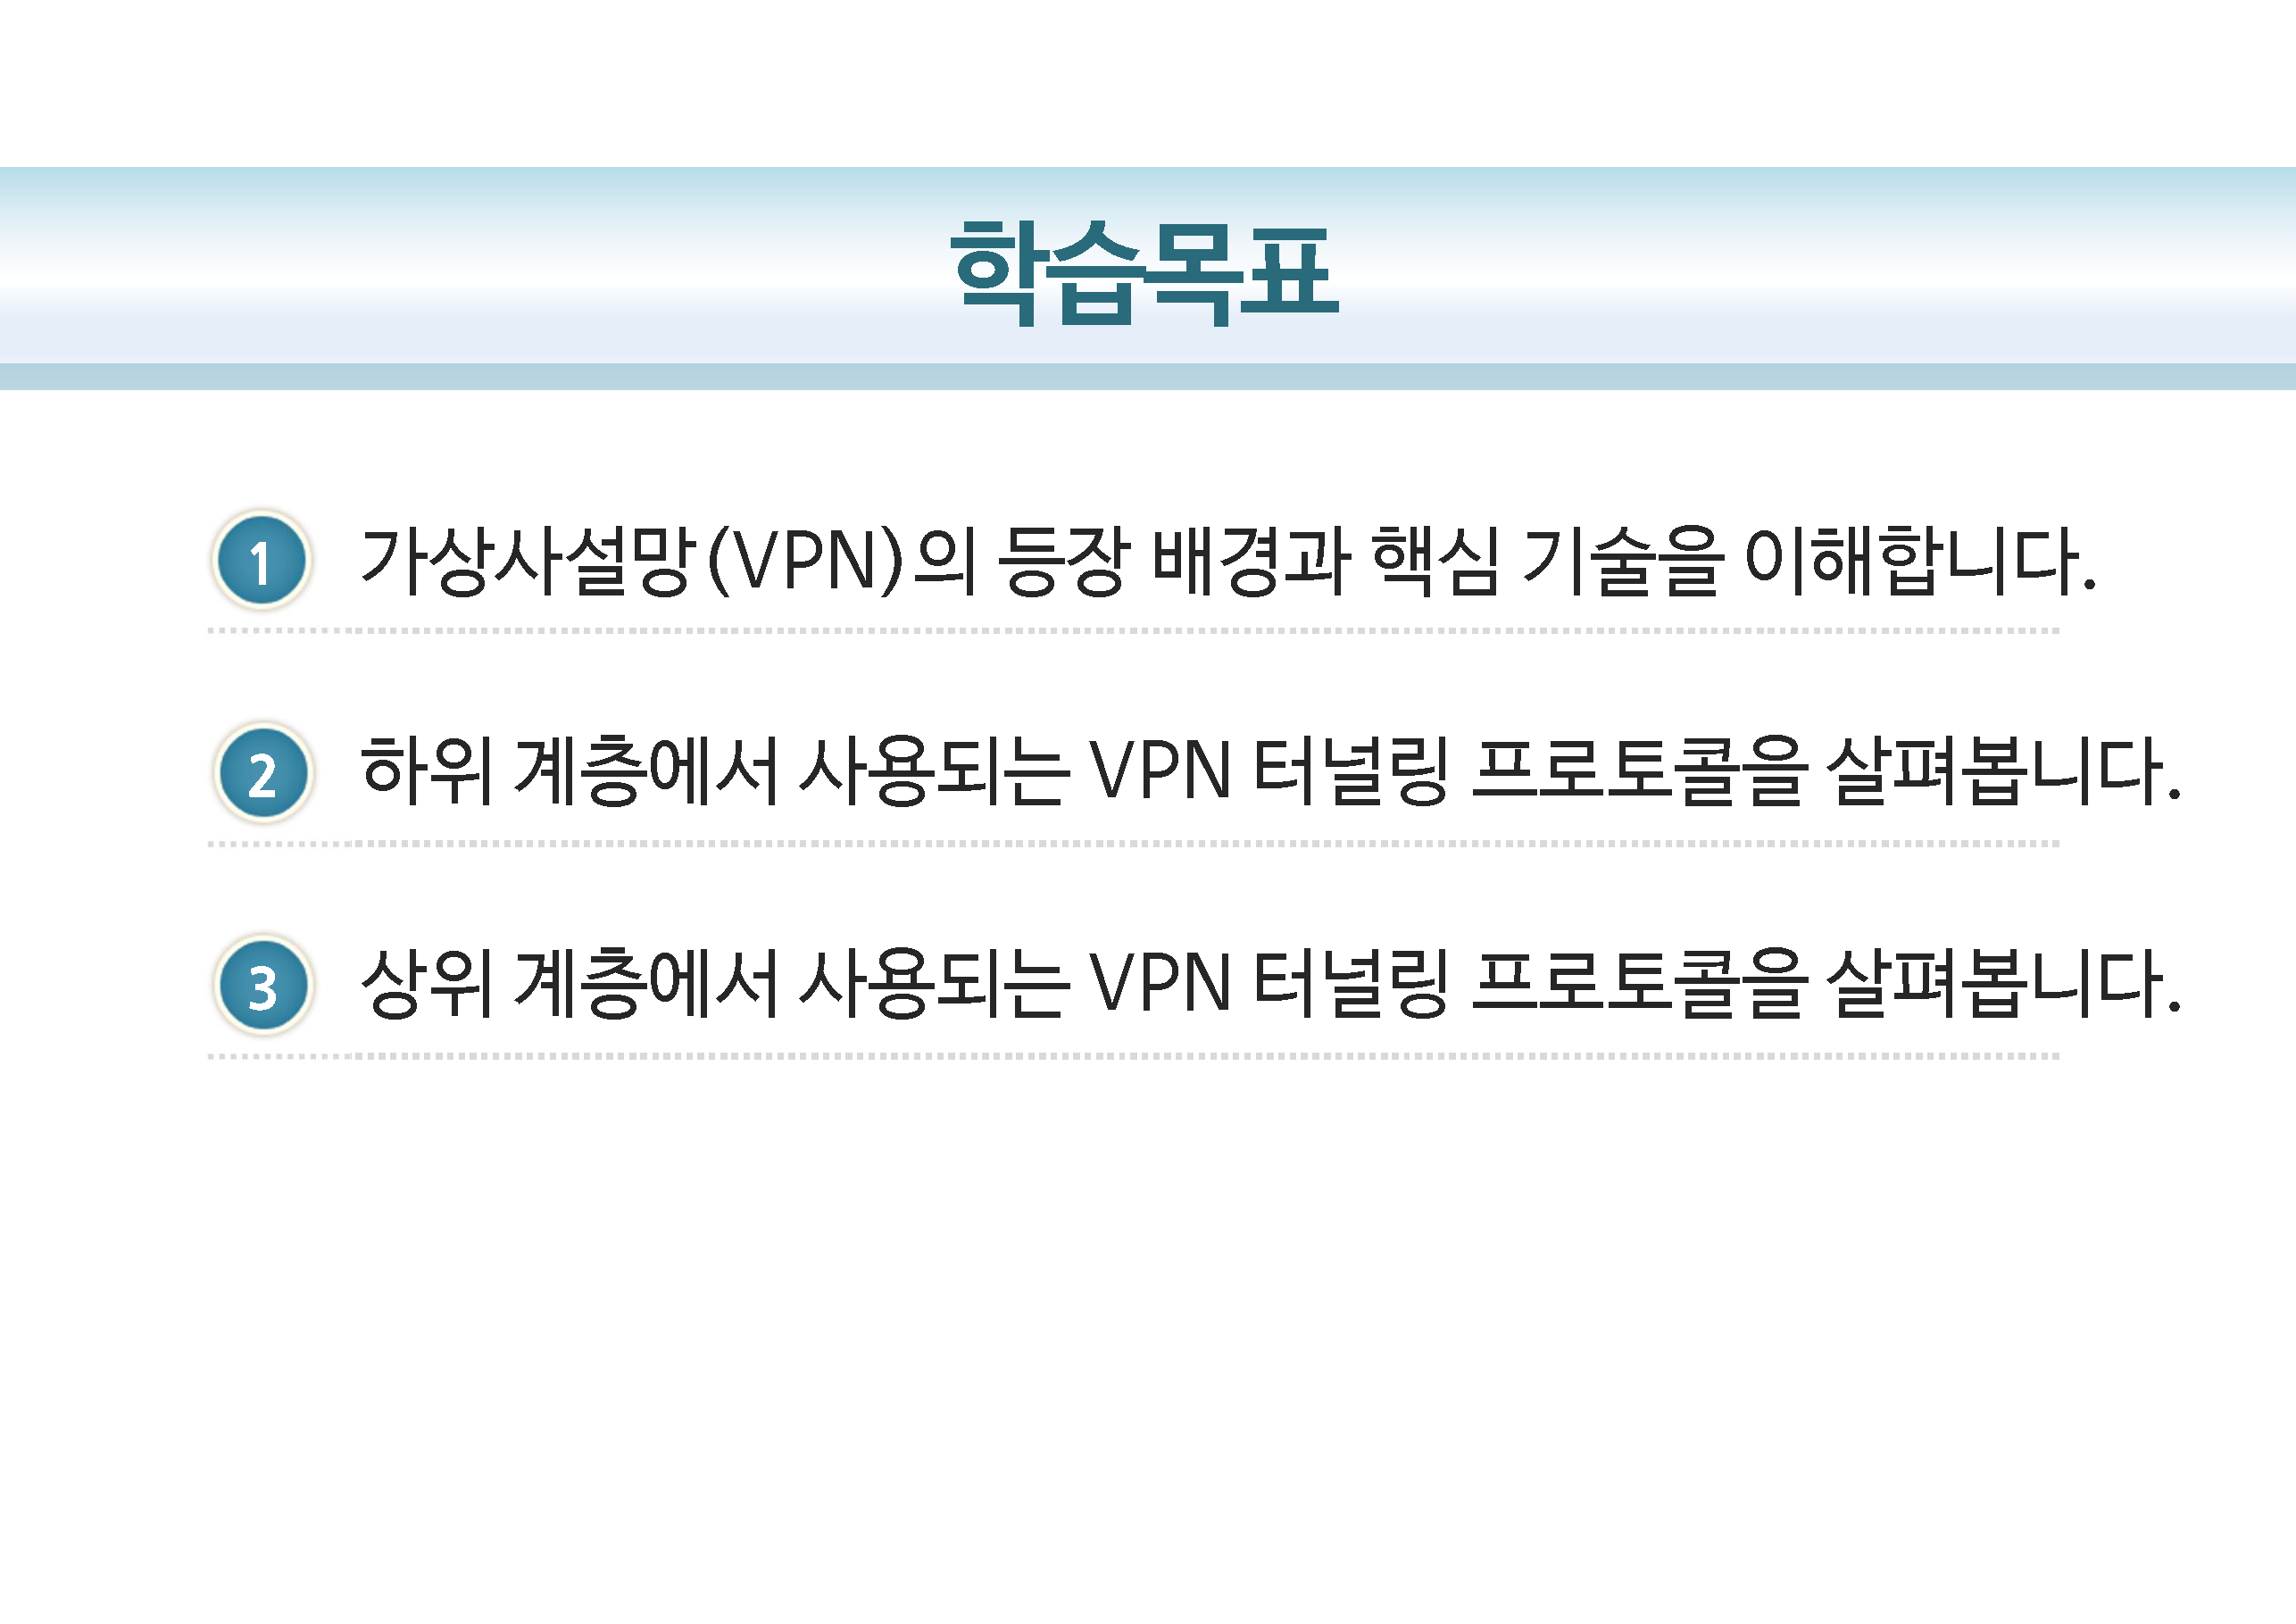 학습목표
1 가상사설망(VPN)의 등장 배경과 핵심 기술을 이해합니다.
2 하위 계층에서 사용되는 VPN 터널링 프로토콜을 살펴봅니다.
3 상위 계층에서 사용되는 VPN 터널링 프로토콜을 살펴봅니다.